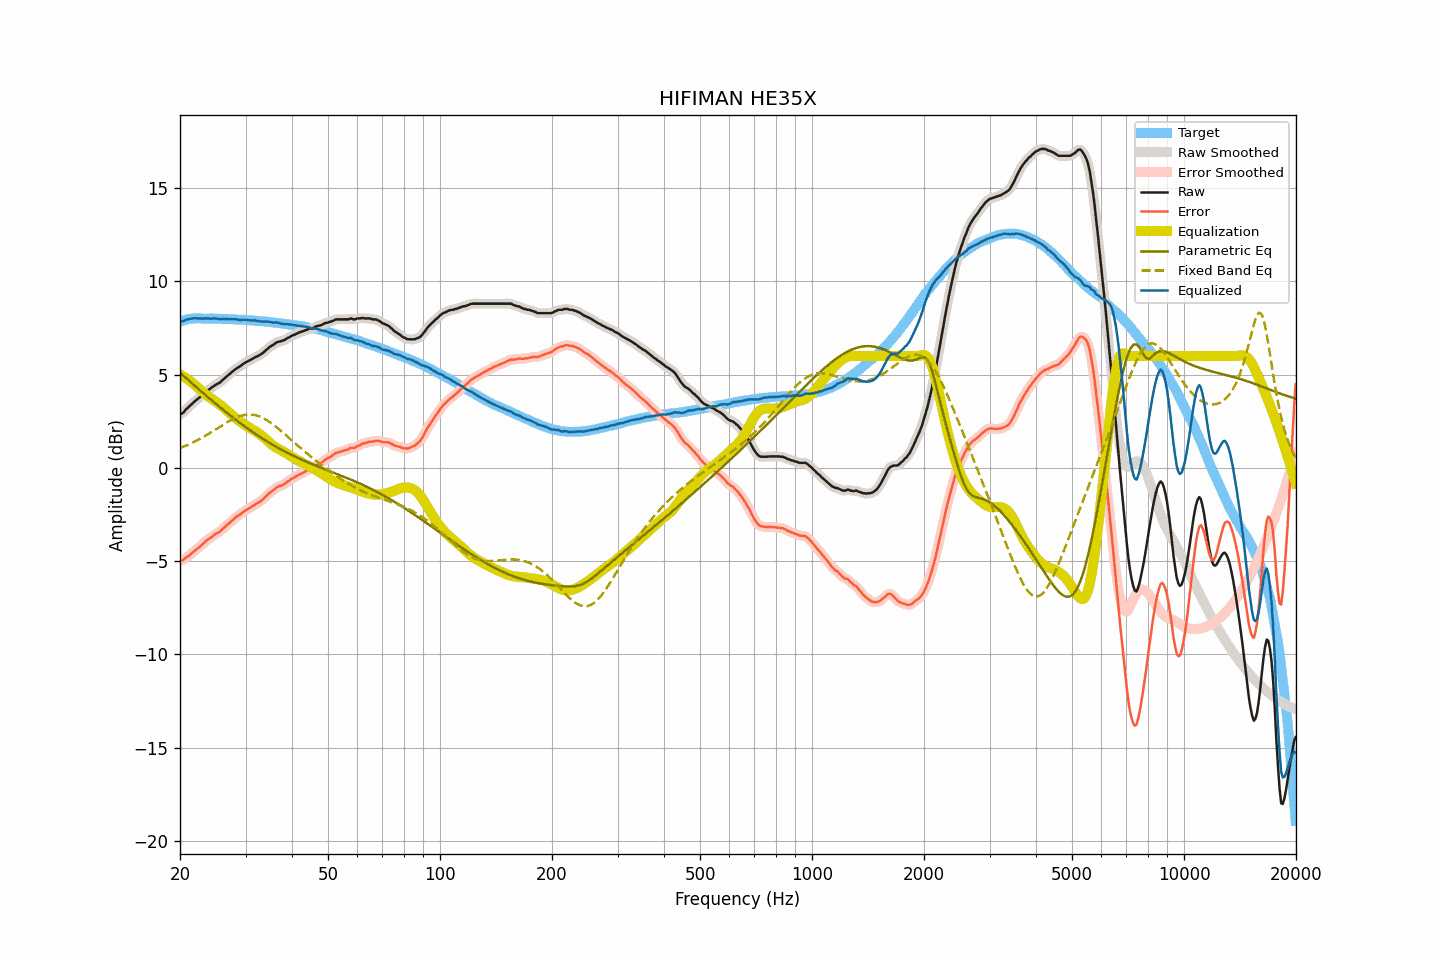 HIFIMAN HE35X
Target
Raw Smoothed
Error Smoothed
Raw
Error
Equalization
Parametric Eq
Fixed Band Eq
Equalized
Amplitude (dBr)
15
10
5
0
−5
−10
−15
−20
20 50 100 200 500 1000 2000 5000 10000 20000
Frequency (Hz)